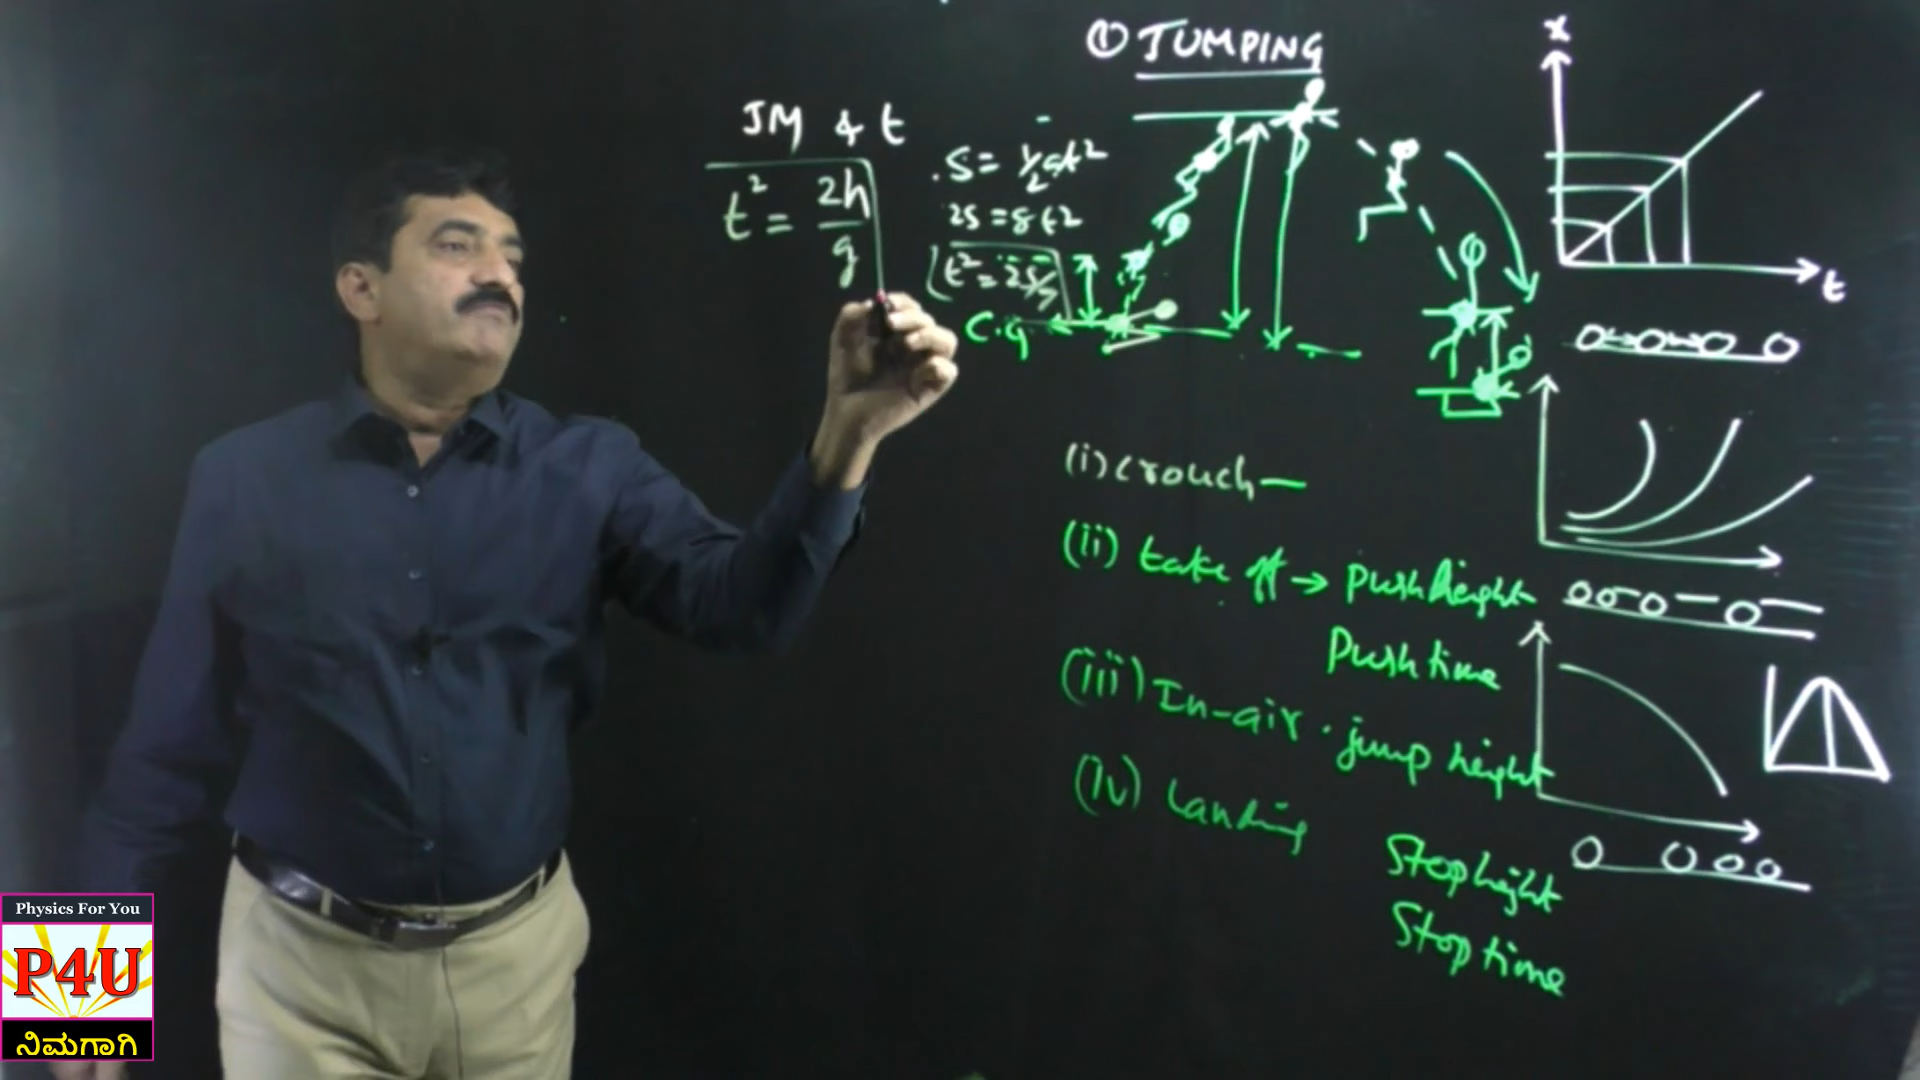 ① JUMPING
JM & t
t² = 2h/g
S = ½gt²
2S = gt²
t² = 2S/g
C.G
x
t
(i) crouch —
(ii) take off → Push height
Push time
(iii) In-air · jump height
(iv) Landing
Stop height
Stop time
Physics For You
P4U
ನಿಮಗಾಗಿ